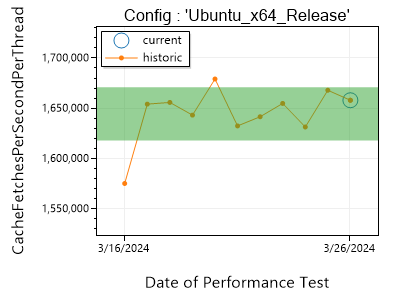 Config : 'Ubuntu_x64_Release'
CacheFetchesPerSecondPerThread
current
historic
1,700,000
1,650,000
1,600,000
1,550,000
3/16/2024
3/26/2024
Date of Performance Test